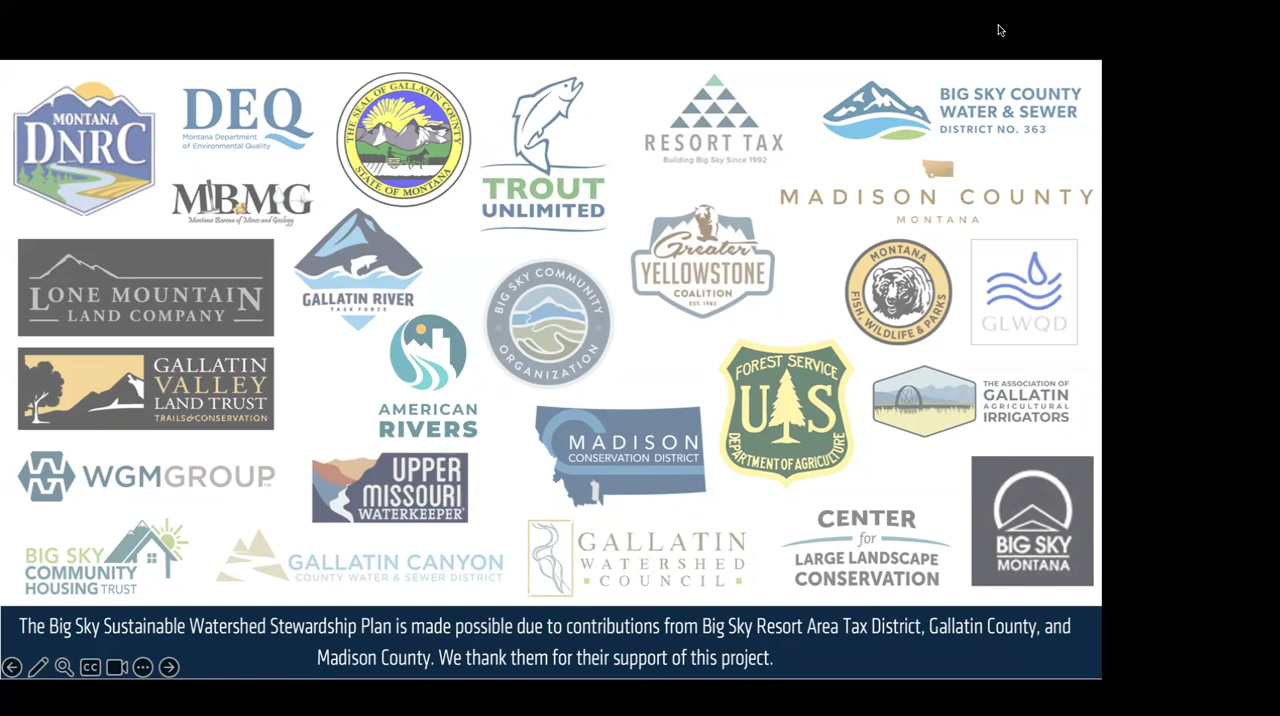 MONTANA
DNRC
DEQ
Montana Department
of Environmental Quality
MBMG
Montana Bureau of Mines and Geology
THE SEAL OF GALLATIN COUNTY
STATE OF MONTANA
TROUT
UNLIMITED
RESORT TAX
Building Big Sky Since 1992
BIG SKY COUNTY
WATER & SEWER
DISTRICT NO. 363
MADISON COUNTY
MONTANA
LONE MOUNTAIN
LAND COMPANY
GALLATIN RIVER
TASK FORCE
BIG SKY COMMUNITY
ORGANIZATION
Greater
YELLOWSTONE
COALITION
EST. 1983
MONTANA
FISH, WILDLIFE & PARKS
GLWQD
GALLATIN
VALLEY
LAND TRUST
TRAILS & CONSERVATION
AMERICAN
RIVERS
MADISON
CONSERVATION DISTRICT
FOREST SERVICE
US
DEPARTMENT OF AGRICULTURE
THE ASSOCIATION OF
GALLATIN
AGRICULTURAL
IRRIGATORS
WGMGROUP
UPPER
MISSOURI
WATERKEEPER
BIG SKY
COMMUNITY
HOUSING TRUST
GALLATIN CANYON
COUNTY WATER & SEWER DISTRICT
GALLATIN
WATERSHED
COUNCIL
CENTER
for
LARGE LANDSCAPE
CONSERVATION
BIG SKY
MONTANA
The Big Sky Sustainable Watershed Stewardship Plan is made possible due to contributions from Big Sky Resort Area Tax District, Gallatin County, and
Madison County. We thank them for their support of this project.
CC